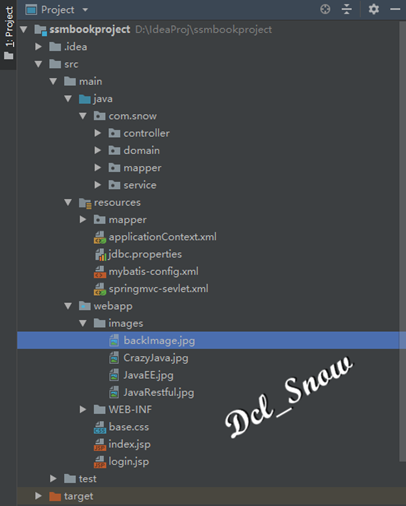 Project
1: Project
ssmbookproject D:\IdeaProj\ssmbookproject
.idea
src
main
java
com.snow
controller
domain
mapper
service
resources
mapper
applicationContext.xml
jdbc.properties
mybatis-config.xml
springmvc-sevlet.xml
webapp
images
backImage.jpg
CrazyJava.jpg
JavaEE.jpg
JavaRestful.jpg
Dcl_Snow
WEB-INF
base.css
index.jsp
login.jsp
test
target